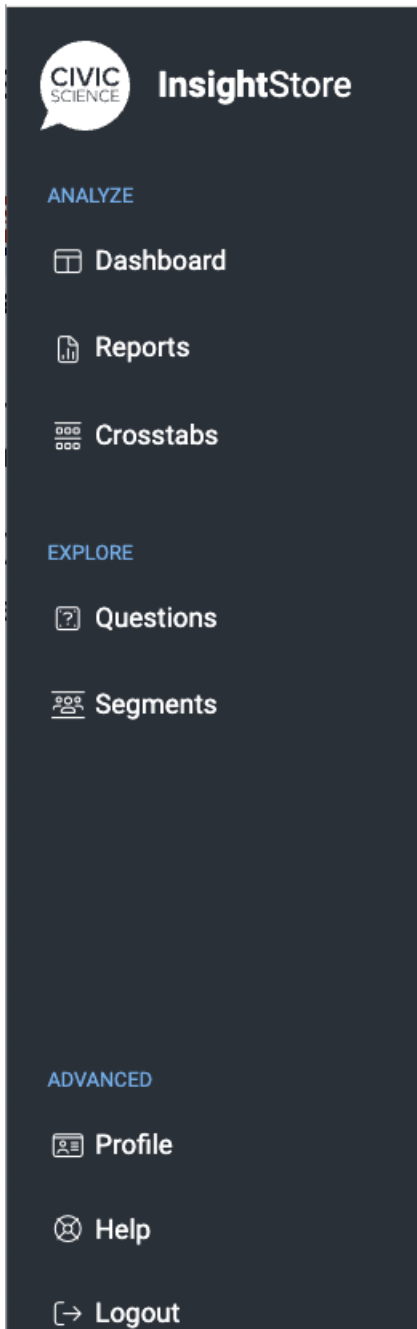 CIVIC
SCIENCE
InsightStore
ANALYZE
Dashboard
Reports
Crosstabs
EXPLORE
Questions
Segments
ADVANCED
Profile
Help
Logout